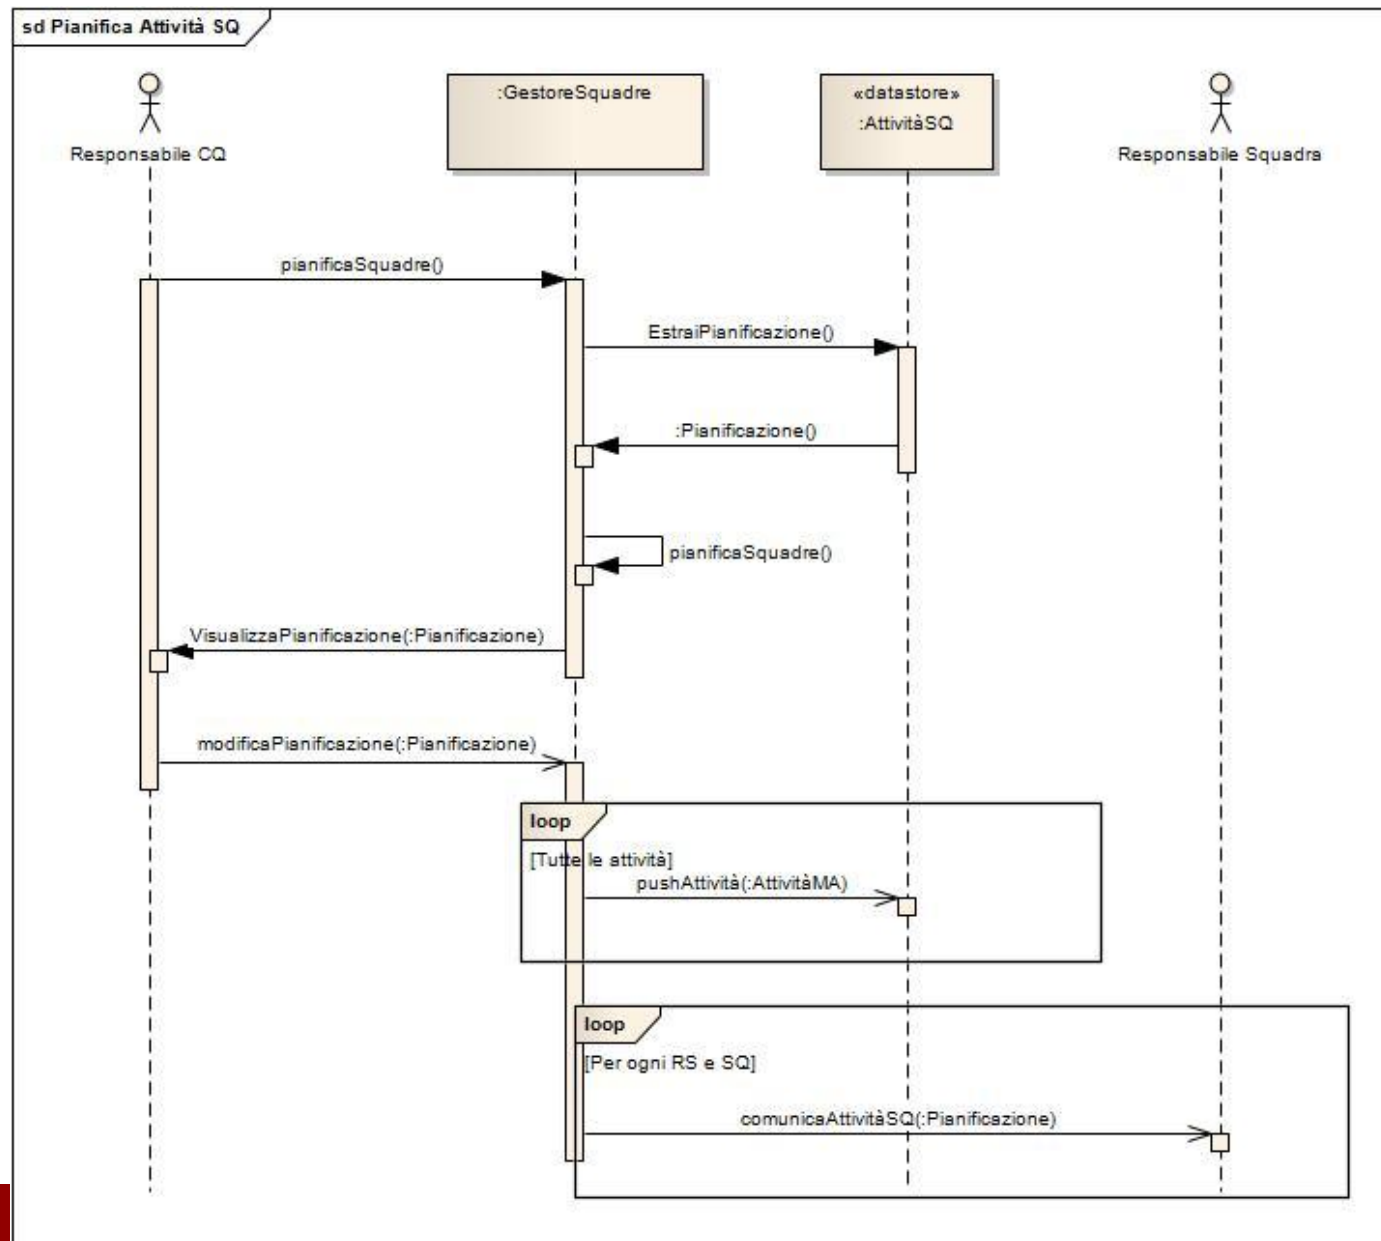 sd Pianifica Attività SQ
:GestoreSquadre
«datastore»
:AttivitàSQ
Responsabile CQ
Responsabile Squadra
pianificaSquadre()
EstraiPianificazione()
:Pianificazione()
pianificaSquadre()
VisualizzaPianificazione(:Pianificazione)
modificaPianificazione(:Pianificazione)
loop
[Tutte le attività]
pushAttività(:AttivitàMA)
loop
[Per ogni RS e SQ]
comunicaAttivitàSQ(:Pianificazione)